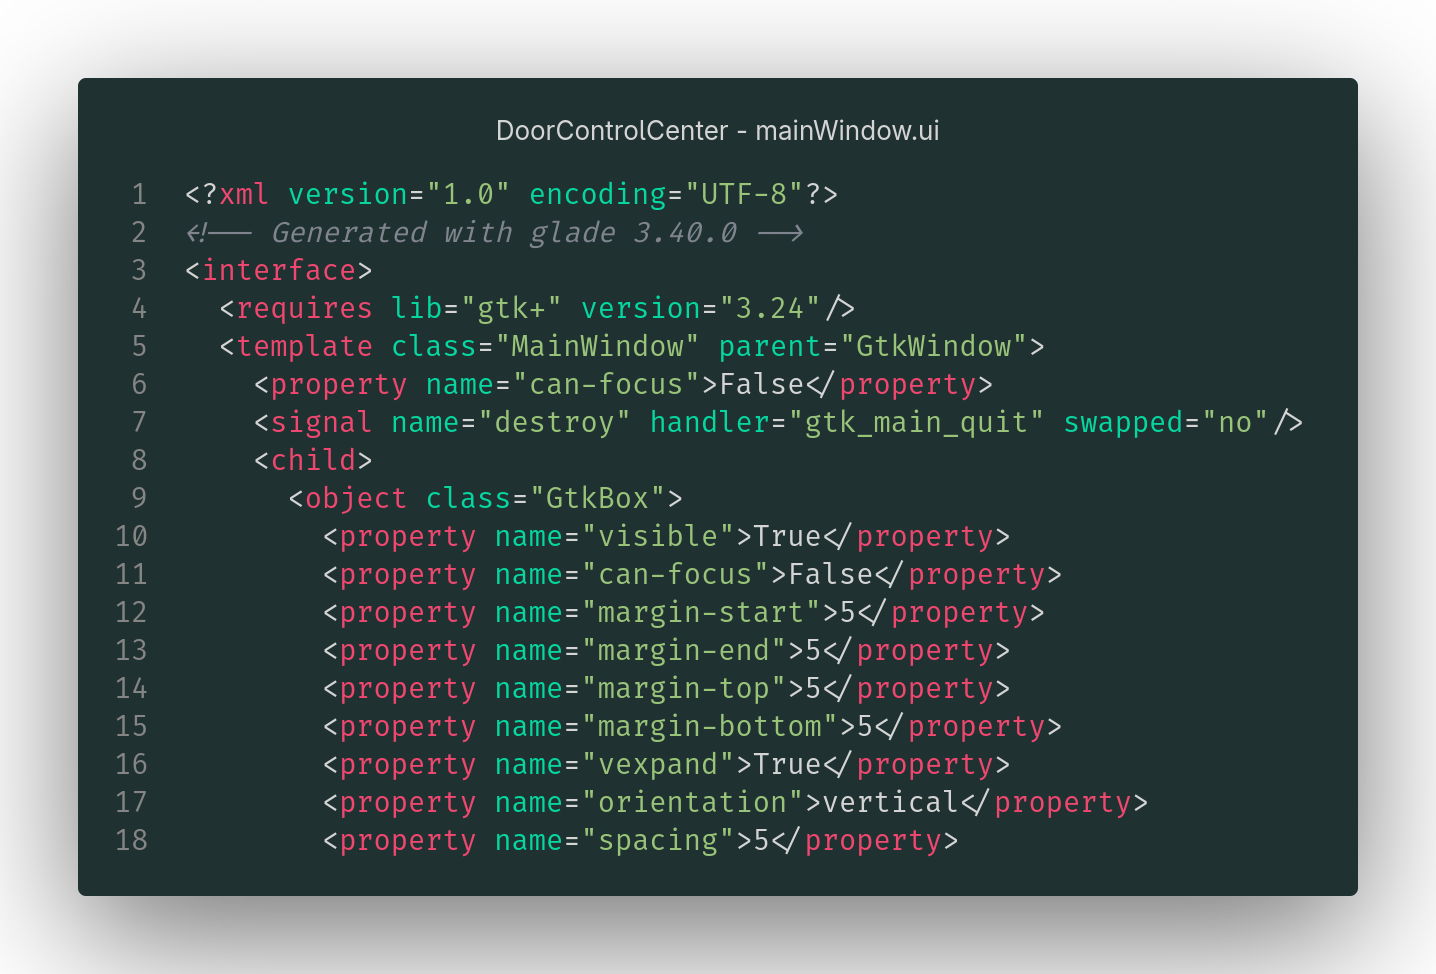 DoorControlCenter - mainWindow.ui
1 <?xml version="1.0" encoding="UTF-8"?>
2 <!-- Generated with glade 3.40.0 -->
3 <interface>
4   <requires lib="gtk+" version="3.24"/>
5   <template class="MainWindow" parent="GtkWindow">
6     <property name="can-focus">False</property>
7     <signal name="destroy" handler="gtk_main_quit" swapped="no"/>
8     <child>
9       <object class="GtkBox">
10         <property name="visible">True</property>
11         <property name="can-focus">False</property>
12         <property name="margin-start">5</property>
13         <property name="margin-end">5</property>
14         <property name="margin-top">5</property>
15         <property name="margin-bottom">5</property>
16         <property name="vexpand">True</property>
17         <property name="orientation">vertical</property>
18         <property name="spacing">5</property>